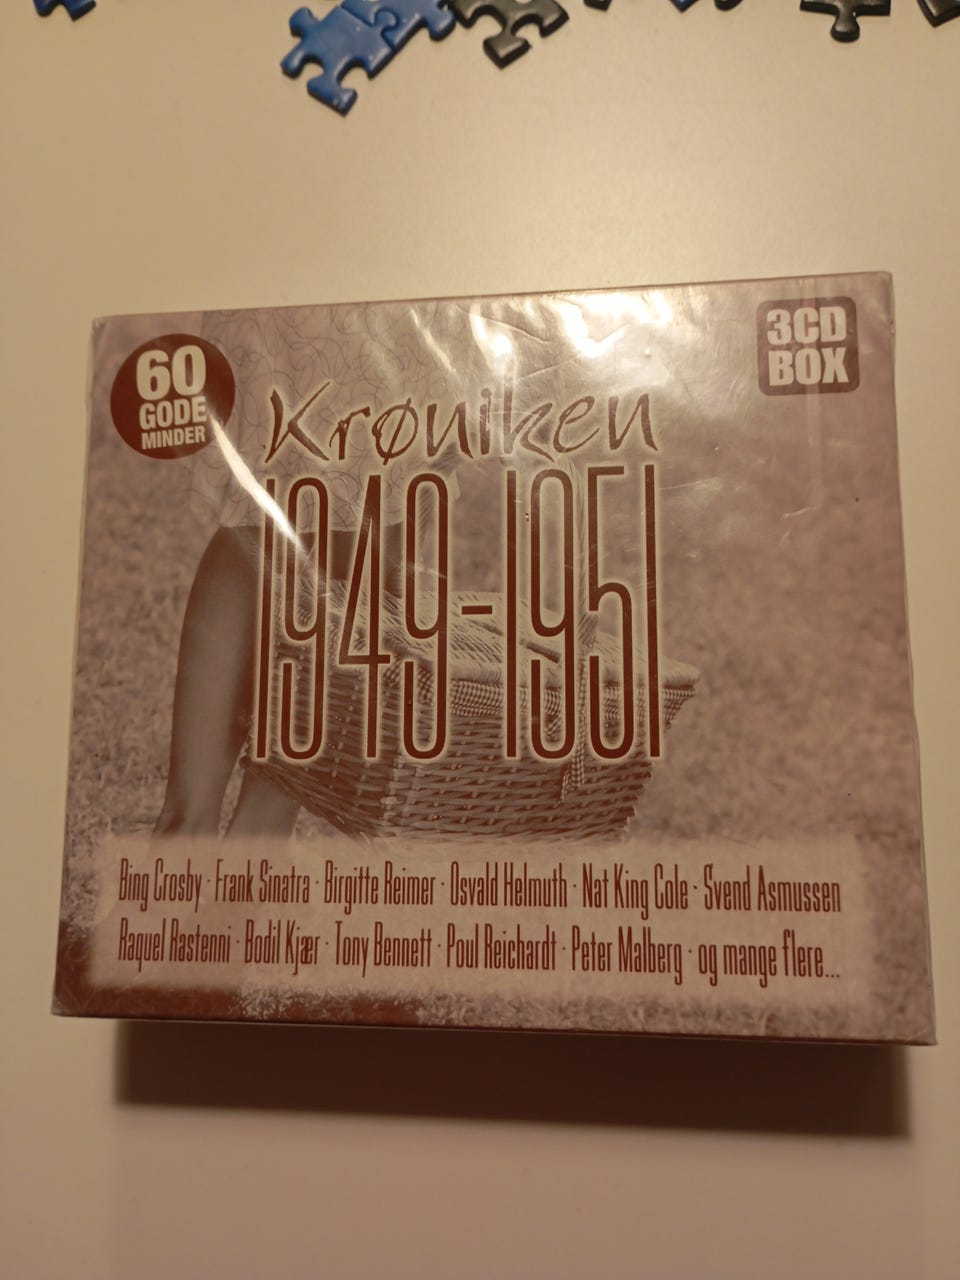 60
GODE
MINDER
3CD
BOX
Krøniken
1949-1951
Bing Crosby · Frank Sinatra · Birgitte Reimer · Osvald Helmuth · Nat King Cole · Svend Asmussen
Raquel Rastenni · Bodil Kjær · Tony Bennett · Poul Reichardt · Peter Malberg · og mange flere...